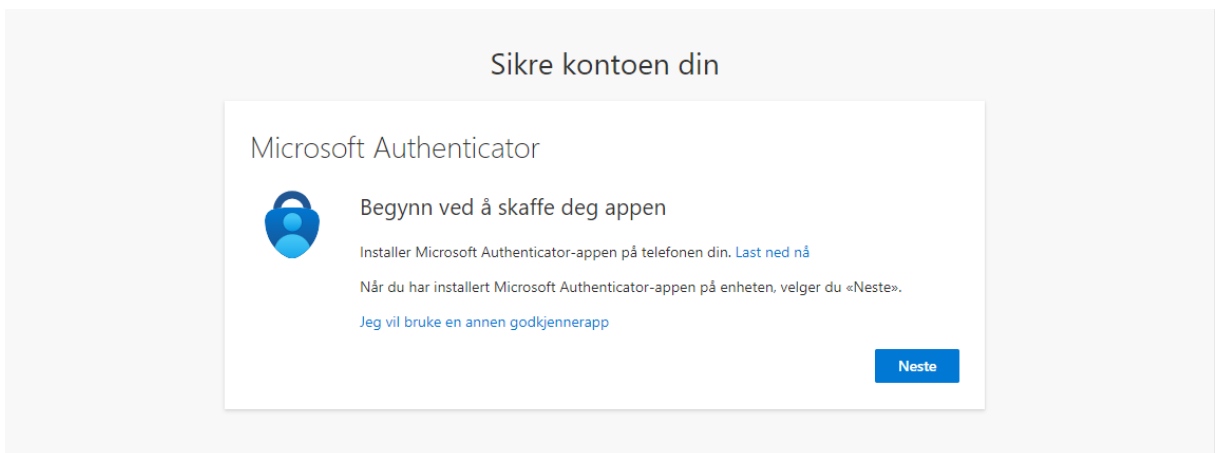 Sikre kontoen din
Microsoft Authenticator
Begynn ved å skaffe deg appen
Installer Microsoft Authenticator-appen på telefonen din. Last ned nå
Når du har installert Microsoft Authenticator-appen på enheten, velger du «Neste».
Jeg vil bruke en annen godkjennerapp
Neste